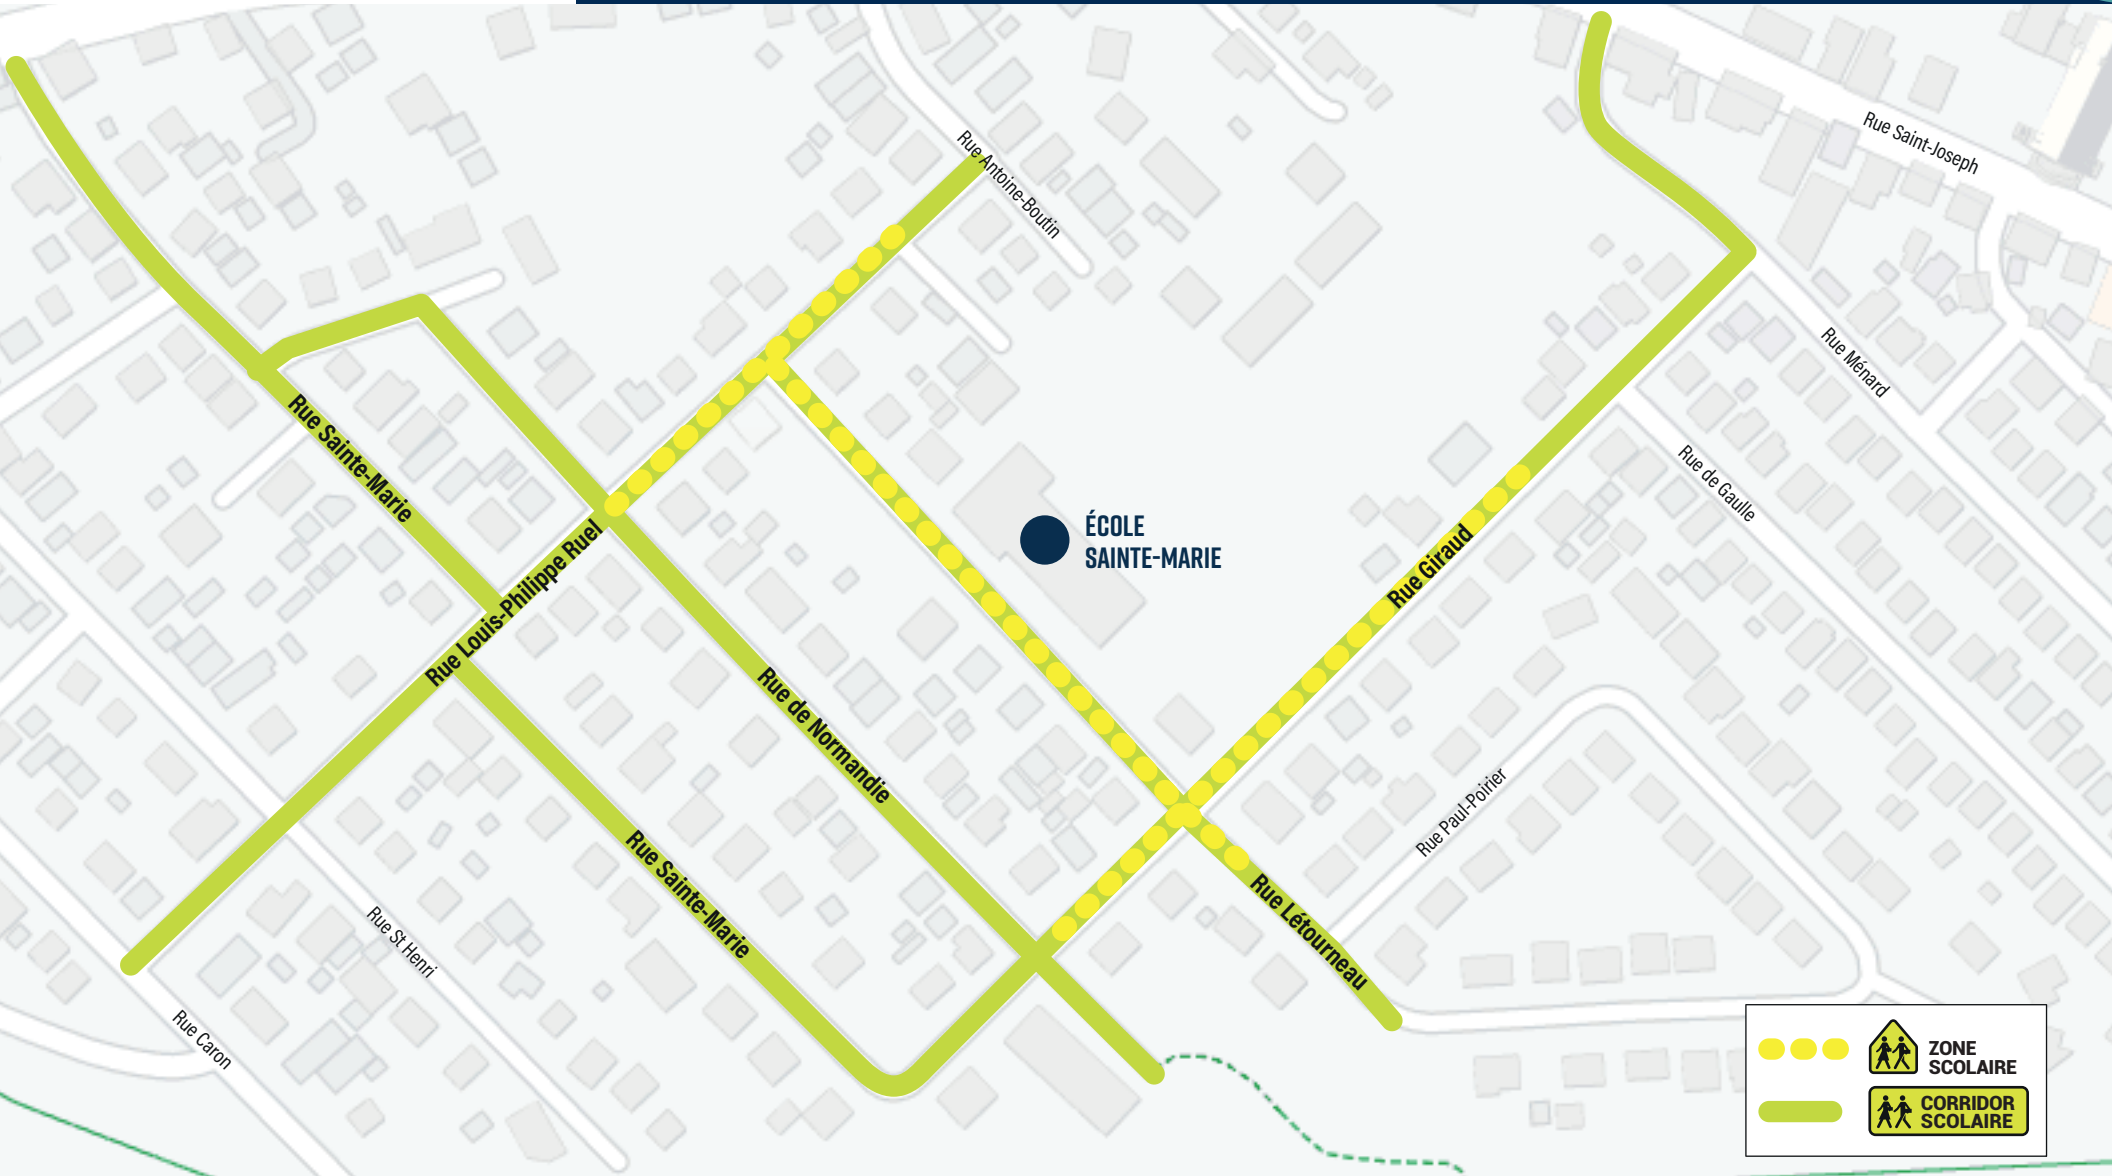 Rue Saint-Joseph
Rue Antoine-Boutin
Rue Ménard
Rue Sainte-Marie
Rue de Gaulle
ÉCOLE
SAINTE-MARIE
Rue Giraud
Rue Louis-Philippe Ruel
Rue de Normandie
Rue Paul-Poirier
Rue Sainte-Marie
Rue Létourneau
Rue St Henri
Rue Caron
ZONE
SCOLAIRE
CORRIDOR
SCOLAIRE